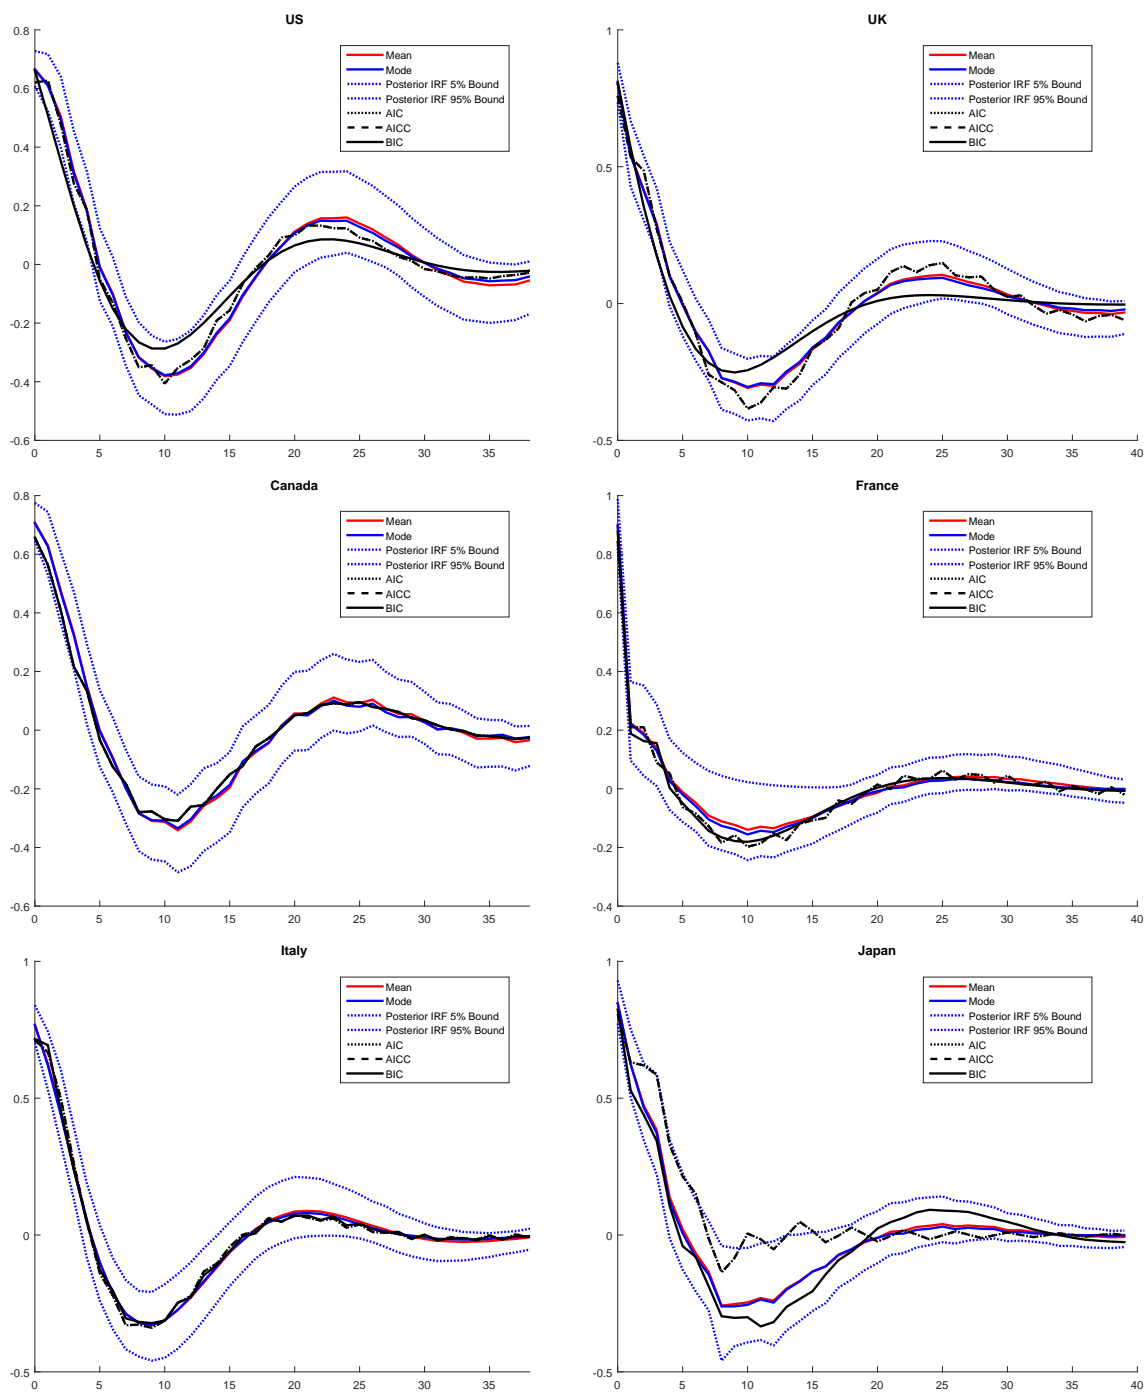 US
0.8
0.6
0.4
0.2
0
-0.2
-0.4
-0.6
0 5 10 15 20 25 30 35
Mean
Mode
Posterior IRF 5% Bound
Posterior IRF 95% Bound
AIC
AICC
BIC
UK
1
0.5
0
-0.5
0 5 10 15 20 25 30 35 40
Mean
Mode
Posterior IRF 5% Bound
Posterior IRF 95% Bound
AIC
AICC
BIC
Canada
0.8
0.6
0.4
0.2
0
-0.2
-0.4
-0.6
0 5 10 15 20 25 30 35
Mean
Mode
Posterior IRF 5% Bound
Posterior IRF 95% Bound
AIC
AICC
BIC
France
1
0.8
0.6
0.4
0.2
0
-0.2
-0.4
0 5 10 15 20 25 30 35 40
Mean
Mode
Posterior IRF 5% Bound
Posterior IRF 95% Bound
AIC
AICC
BIC
Italy
1
0.5
0
-0.5
0 5 10 15 20 25 30 35
Mean
Mode
Posterior IRF 5% Bound
Posterior IRF 95% Bound
AIC
AICC
BIC
Japan
1
0.5
0
-0.5
0 5 10 15 20 25 30 35 40
Mean
Mode
Posterior IRF 5% Bound
Posterior IRF 95% Bound
AIC
AICC
BIC